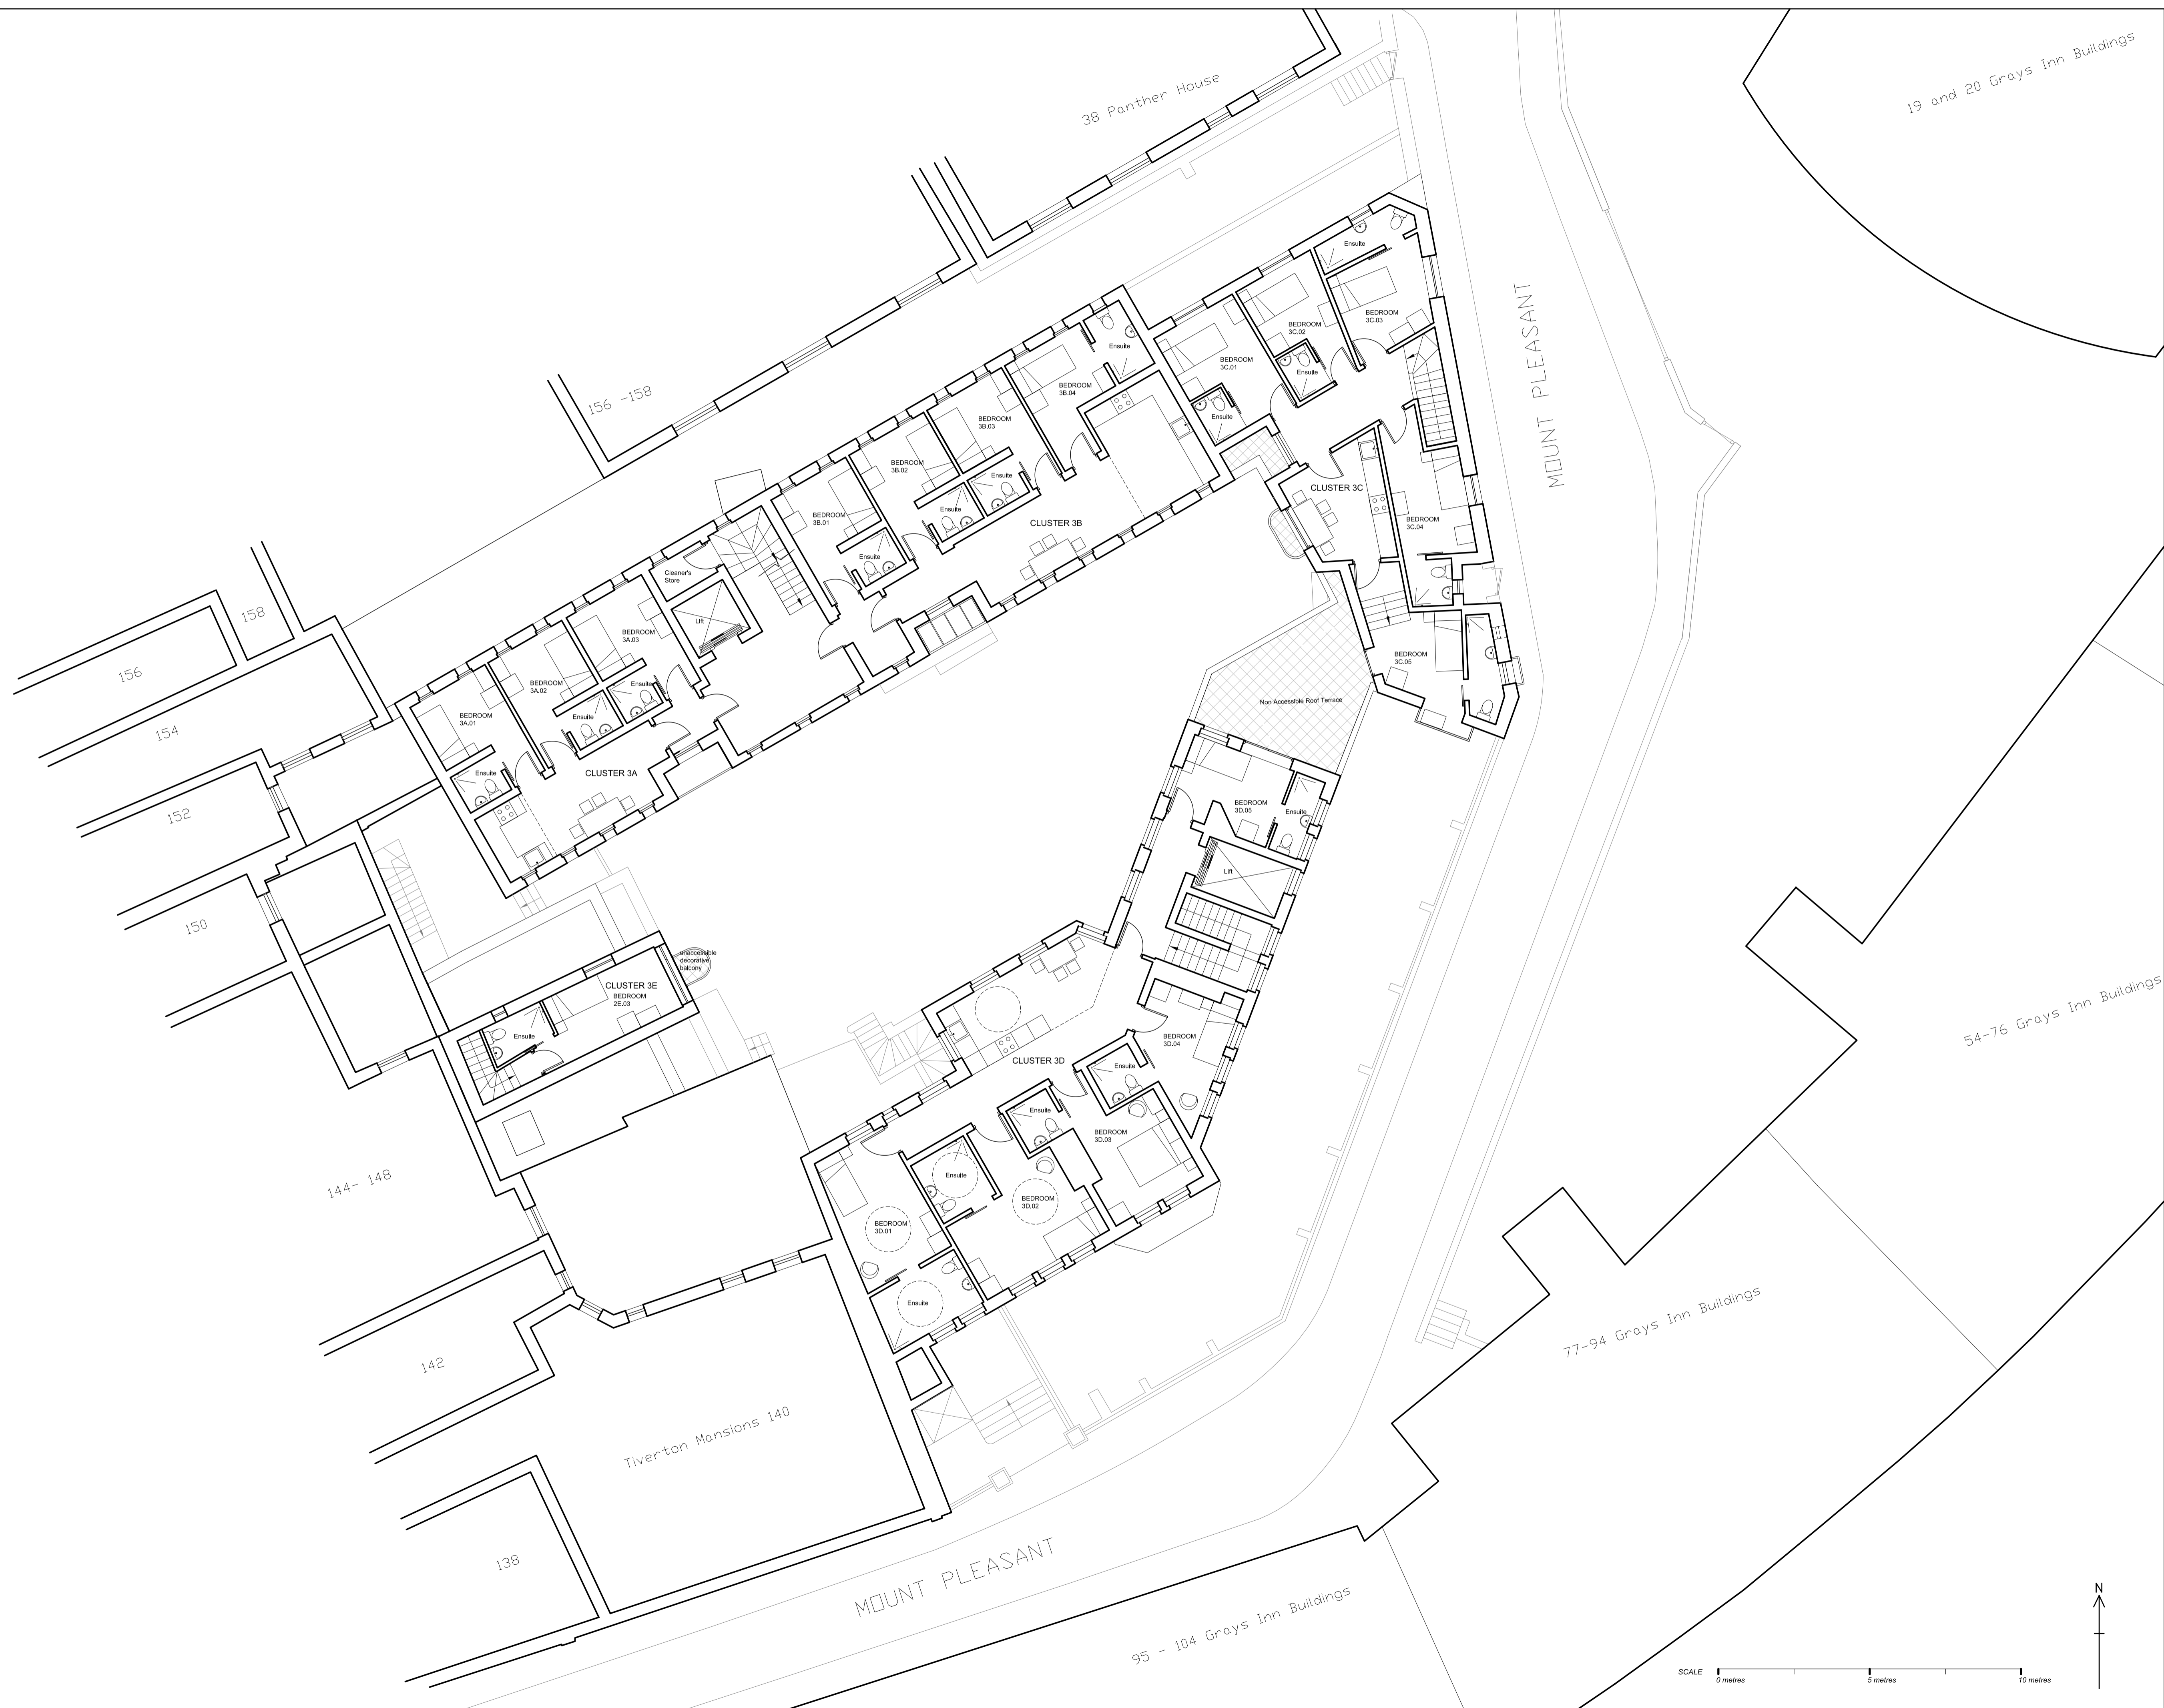 19 and 20 Grays Inn Buildings
38 Panther House
156 -158
MOUNT PLEASANT
Ensuite
BEDROOM
3C.03
BEDROOM
3C.02
Ensuite
BEDROOM
3C.01
Ensuite
Ensuite
BEDROOM
3B.04
BEDROOM
3B.03
Ensuite
BEDROOM
3B.02
Ensuite
BEDROOM
3B.01
Ensuite
CLUSTER 3B
CLUSTER 3C
BEDROOM
3C.04
BEDROOM
3C.05
Cleaner's
Store
Lift
BEDROOM
3A.03
Ensuite
BEDROOM
3A.02
Ensuite
BEDROOM
3A.01
Ensuite
CLUSTER 3A
158
156
154
152
150
Non Accessible Roof Terrace
BEDROOM
3D.05
Ensuite
Lift
unaccessible
decorative
balcony
CLUSTER 3E
BEDROOM
2E.03
Ensuite
CLUSTER 3D
BEDROOM
3D.04
Ensuite
Ensuite
BEDROOM
3D.03
Ensuite
BEDROOM
3D.02
BEDROOM
3D.01
Ensuite
54-76 Grays Inn Buildings
77-94 Grays Inn Buildings
144- 148
142
Tiverton Mansions 140
138
MOUNT PLEASANT
95 - 104 Grays Inn Buildings
N
SCALE
0 metres
5 metres
10 metres